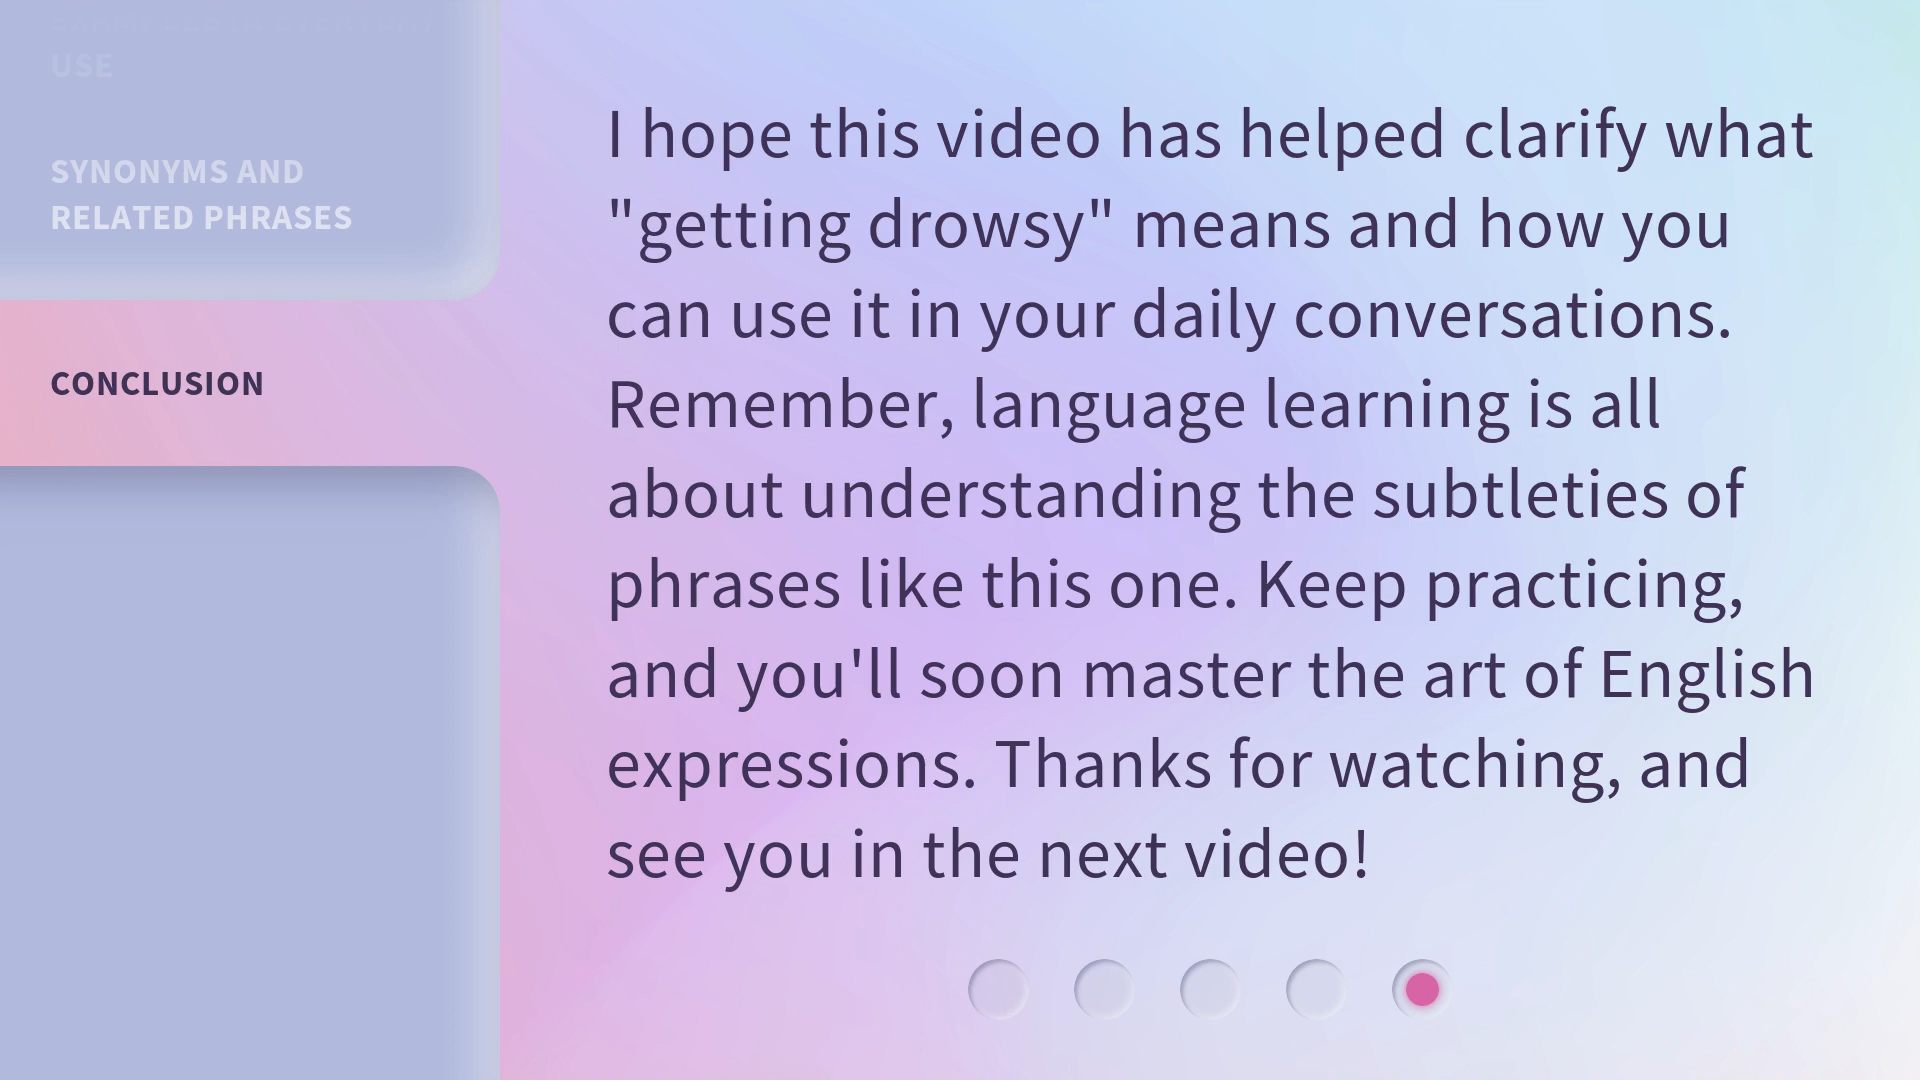 USE
SYNONYMS AND
RELATED PHRASES
CONCLUSION
I hope this video has helped clarify what
"getting drowsy" means and how you
can use it in your daily conversations.
Remember, language learning is all
about understanding the subtleties of
phrases like this one. Keep practicing,
and you'll soon master the art of English
expressions. Thanks for watching, and
see you in the next video!